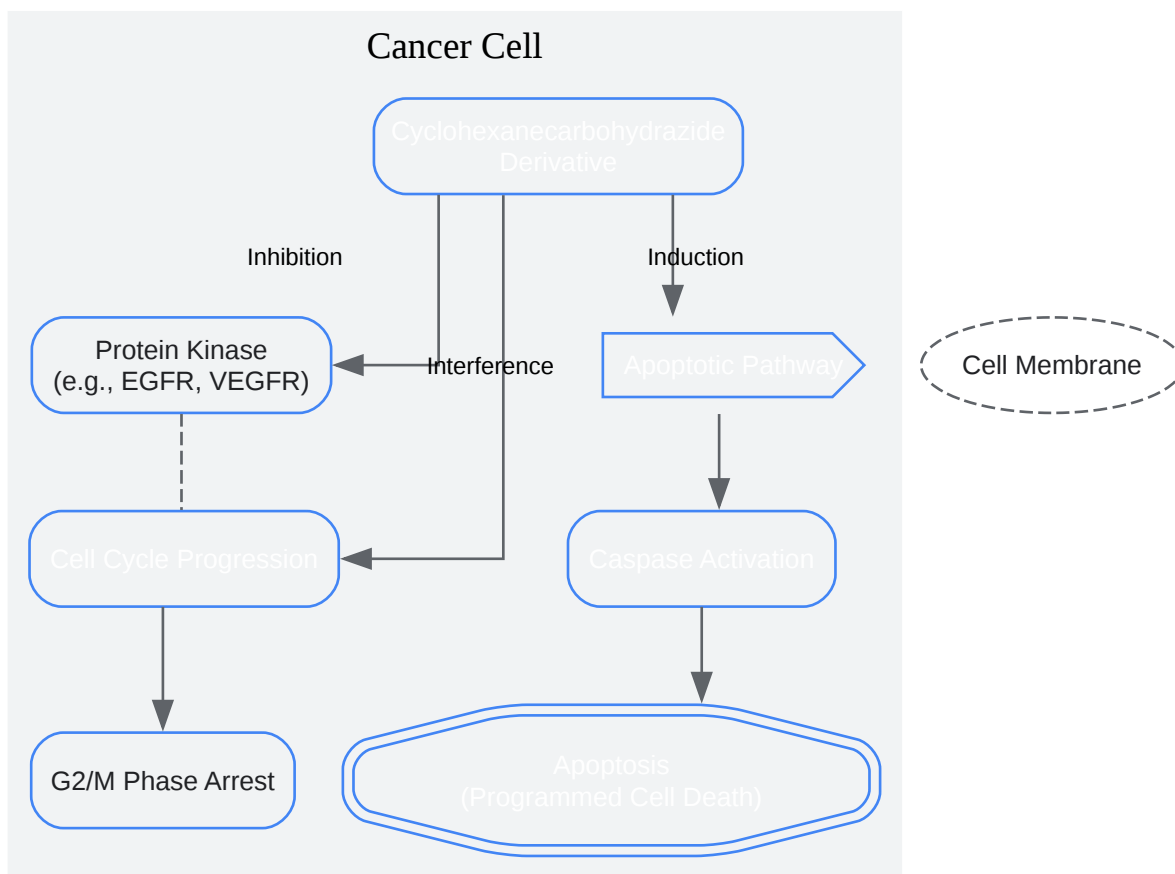 Cancer Cell
Cyclohexanecarbohydrazide
Derivative
Inhibition
Induction
Protein Kinase
(e.g., EGFR, VEGFR)
Interference
Apoptotic Pathway
Cell Membrane
Cell Cycle Progression
Caspase Activation
G2/M Phase Arrest
Apoptosis
(Programmed Cell Death)